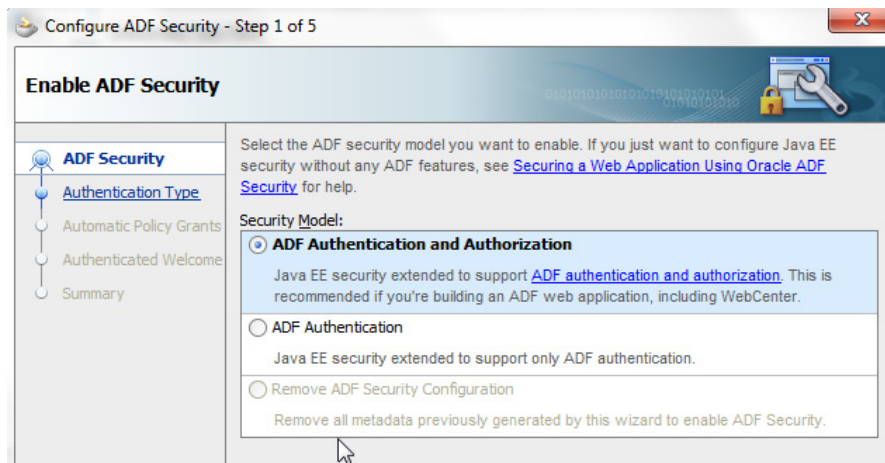 Configure ADF Security - Step 1 of 5
Enable ADF Security
ADF Security
Authentication Type
Automatic Policy Grants
Authenticated Welcome
Summary
Select the ADF security model you want to enable. If you just want to configure Java EE
security without any ADF features, see Securing a Web Application Using Oracle ADF
Security for help.
Security Model:
ADF Authentication and Authorization
Java EE security extended to support ADF authentication and authorization. This is
recommended if you're building an ADF web application, including WebCenter.
ADF Authentication
Java EE security extended to support only ADF authentication.
Remove ADF Security Configuration
Remove all metadata previously generated by this wizard to enable ADF Security.